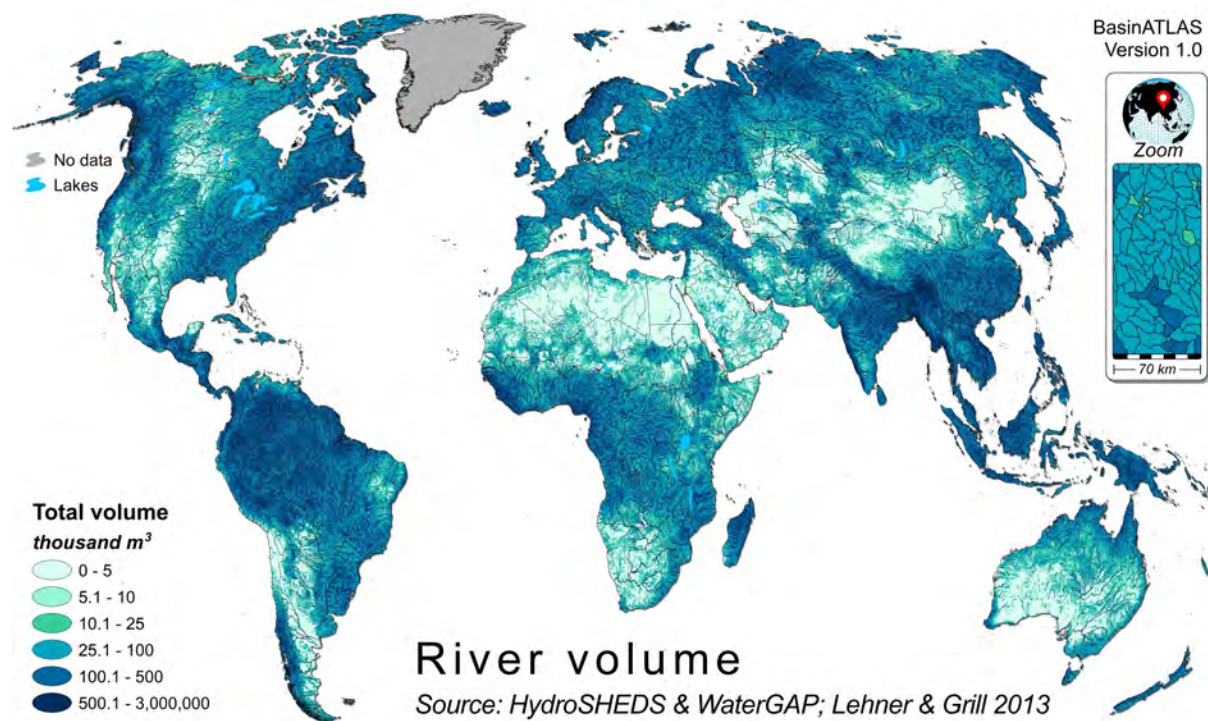 BasinATLAS
Version 1.0
Zoom
70 km
No data
Lakes
Total volume
thousand m³
0 - 5
5.1 - 10
10.1 - 25
25.1 - 100
100.1 - 500
500.1 - 3,000,000
River volume
Source: HydroSHEDS & WaterGAP; Lehner & Grill 2013